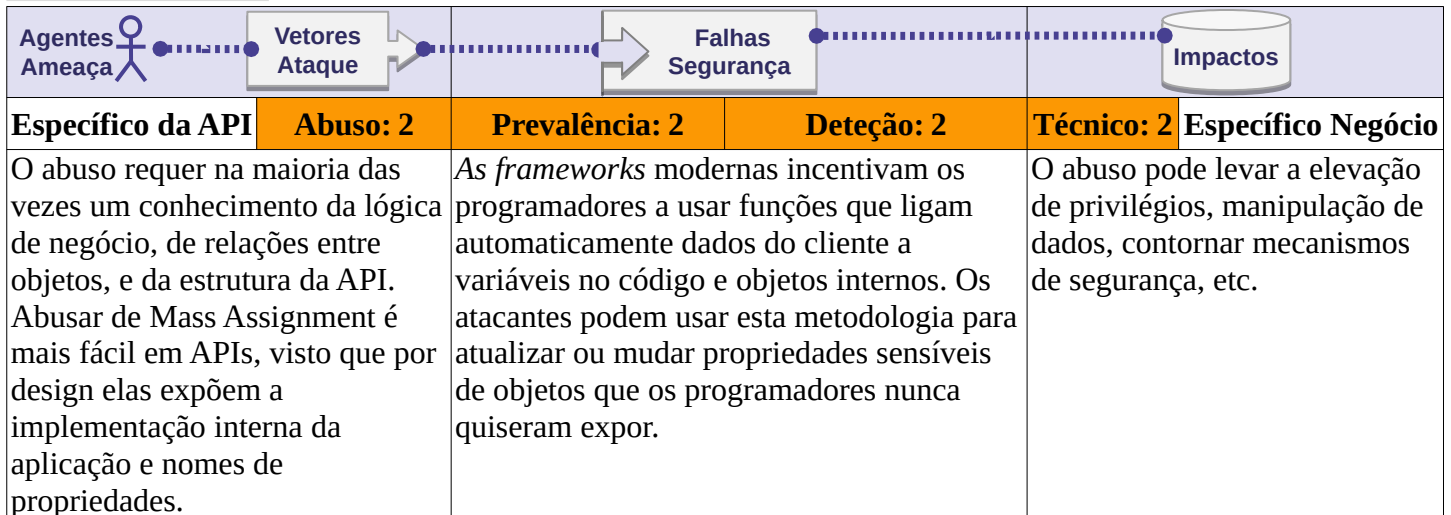 Agentes
Ameaça
Vetores
Ataque
Falhas
Segurança
Impactos
Específico da API
Abuso: 2
Prevalência: 2
Deteção: 2
Técnico: 2
Específico Negócio
O abuso requer na maioria das
vezes um conhecimento da lógica
de negócio, de relações entre
objetos, e da estrutura da API.
Abusar de Mass Assignment é
mais fácil em APIs, visto que por
design elas expõem a
implementação interna da
aplicação e nomes de
propriedades.
As frameworks modernas incentivam os
programadores a usar funções que ligam
automaticamente dados do cliente a
variáveis no código e objetos internos. Os
atacantes podem usar esta metodologia para
atualizar ou mudar propriedades sensíveis
de objetos que os programadores nunca
quiseram expor.
O abuso pode levar a elevação
de privilégios, manipulação de
dados, contornar mecanismos
de segurança, etc.